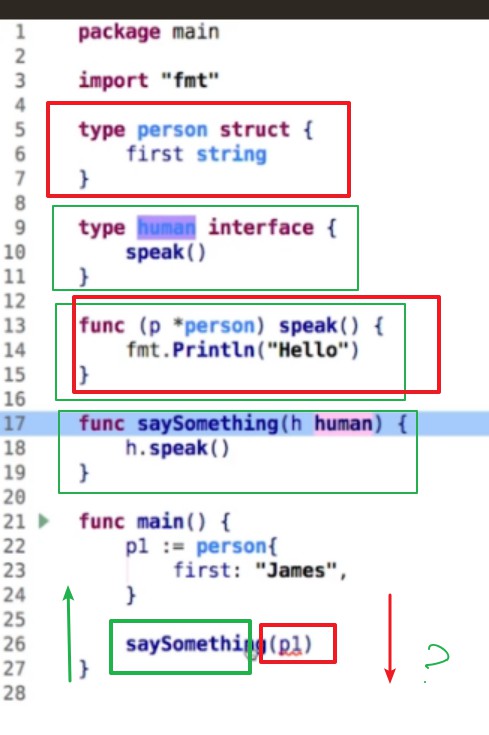 1 package main
2
3 import "fmt"
4
5 type person struct {
6 first string
7 }
8
9 type human interface {
10 speak()
11 }
12
13 func (p *person) speak() {
14 fmt.Println("Hello")
15 }
16
17 func saySomething(h human) {
18 h.speak()
19 }
20
21 func main() {
22 p1 := person{
23 first: "James",
24 }
25
26 saySomething(p1)
27 }
28